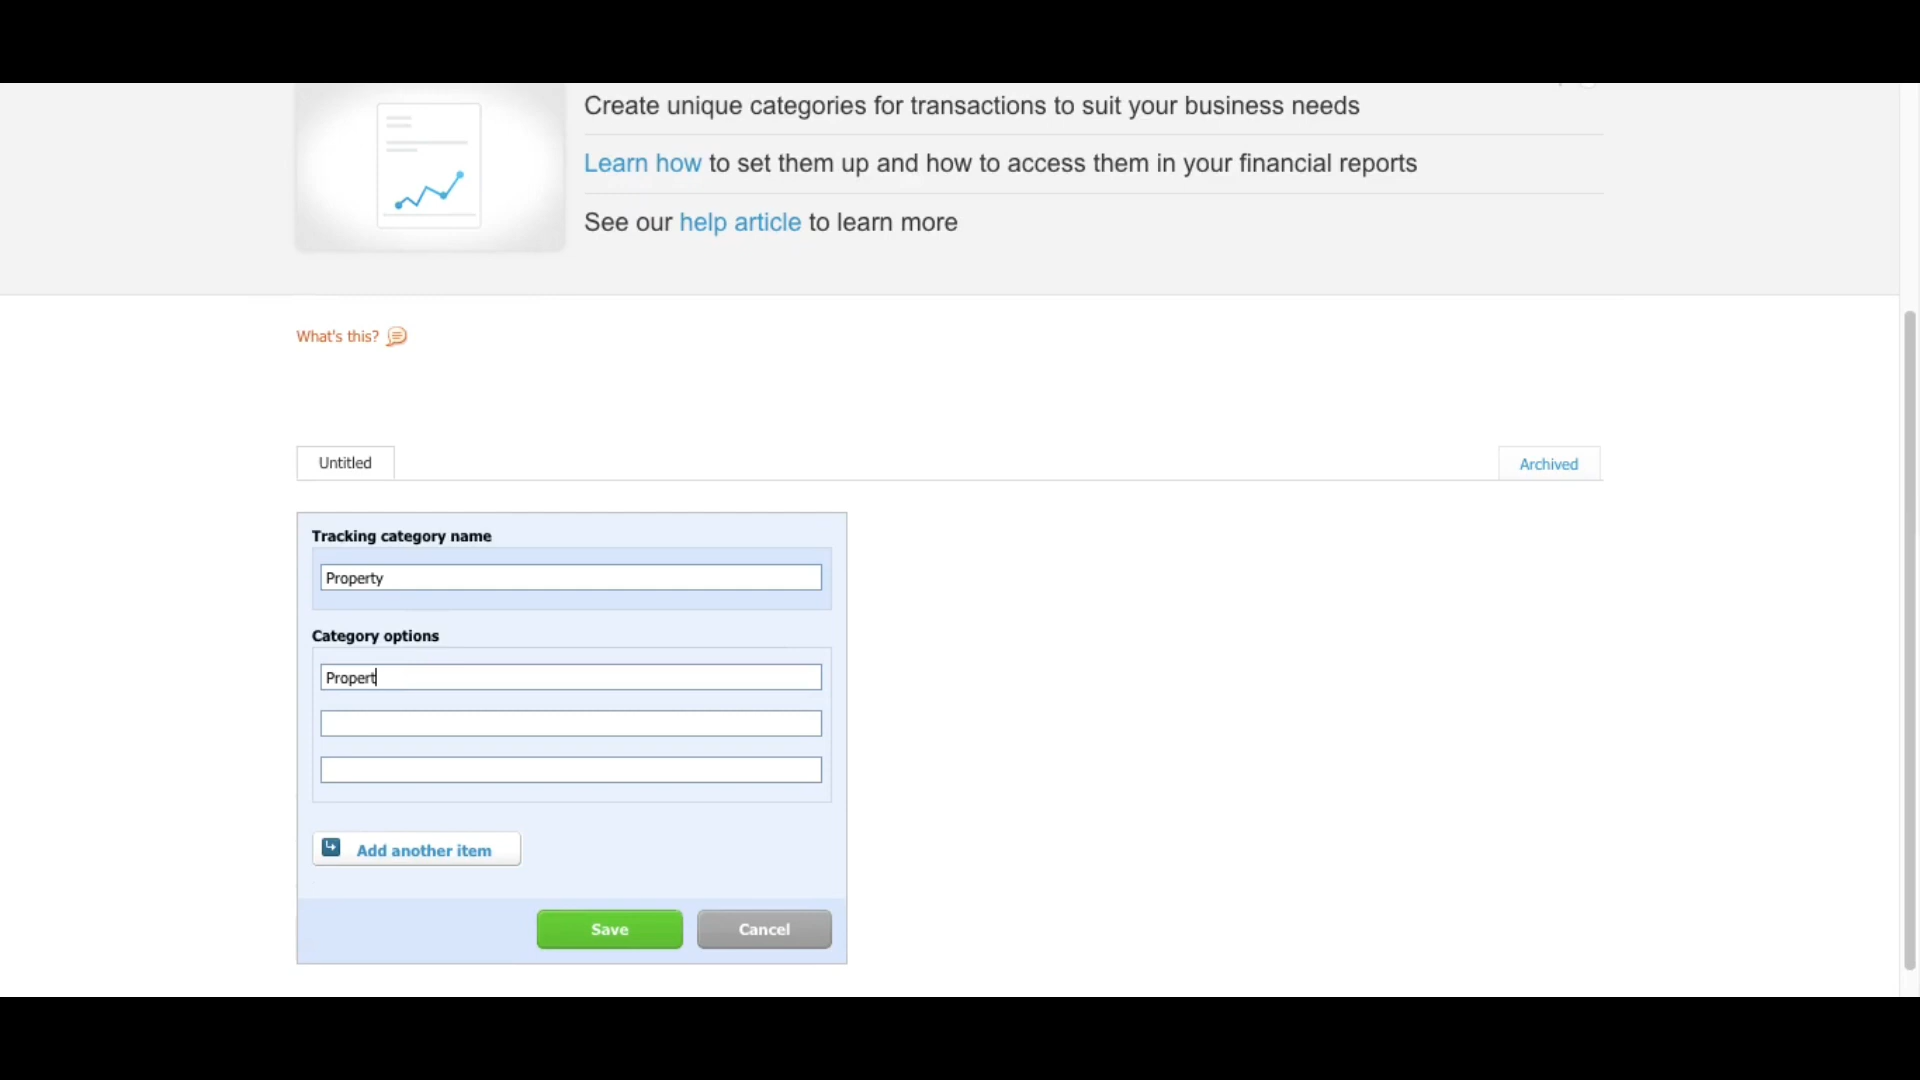 Create unique categories for transactions to suit your business needs
Learn how to set them up and how to access them in your financial reports
See our help article to learn more
What's this?
Untitled
Archived
Tracking category name
Property
Category options
Propert
Add another item
Save
Cancel